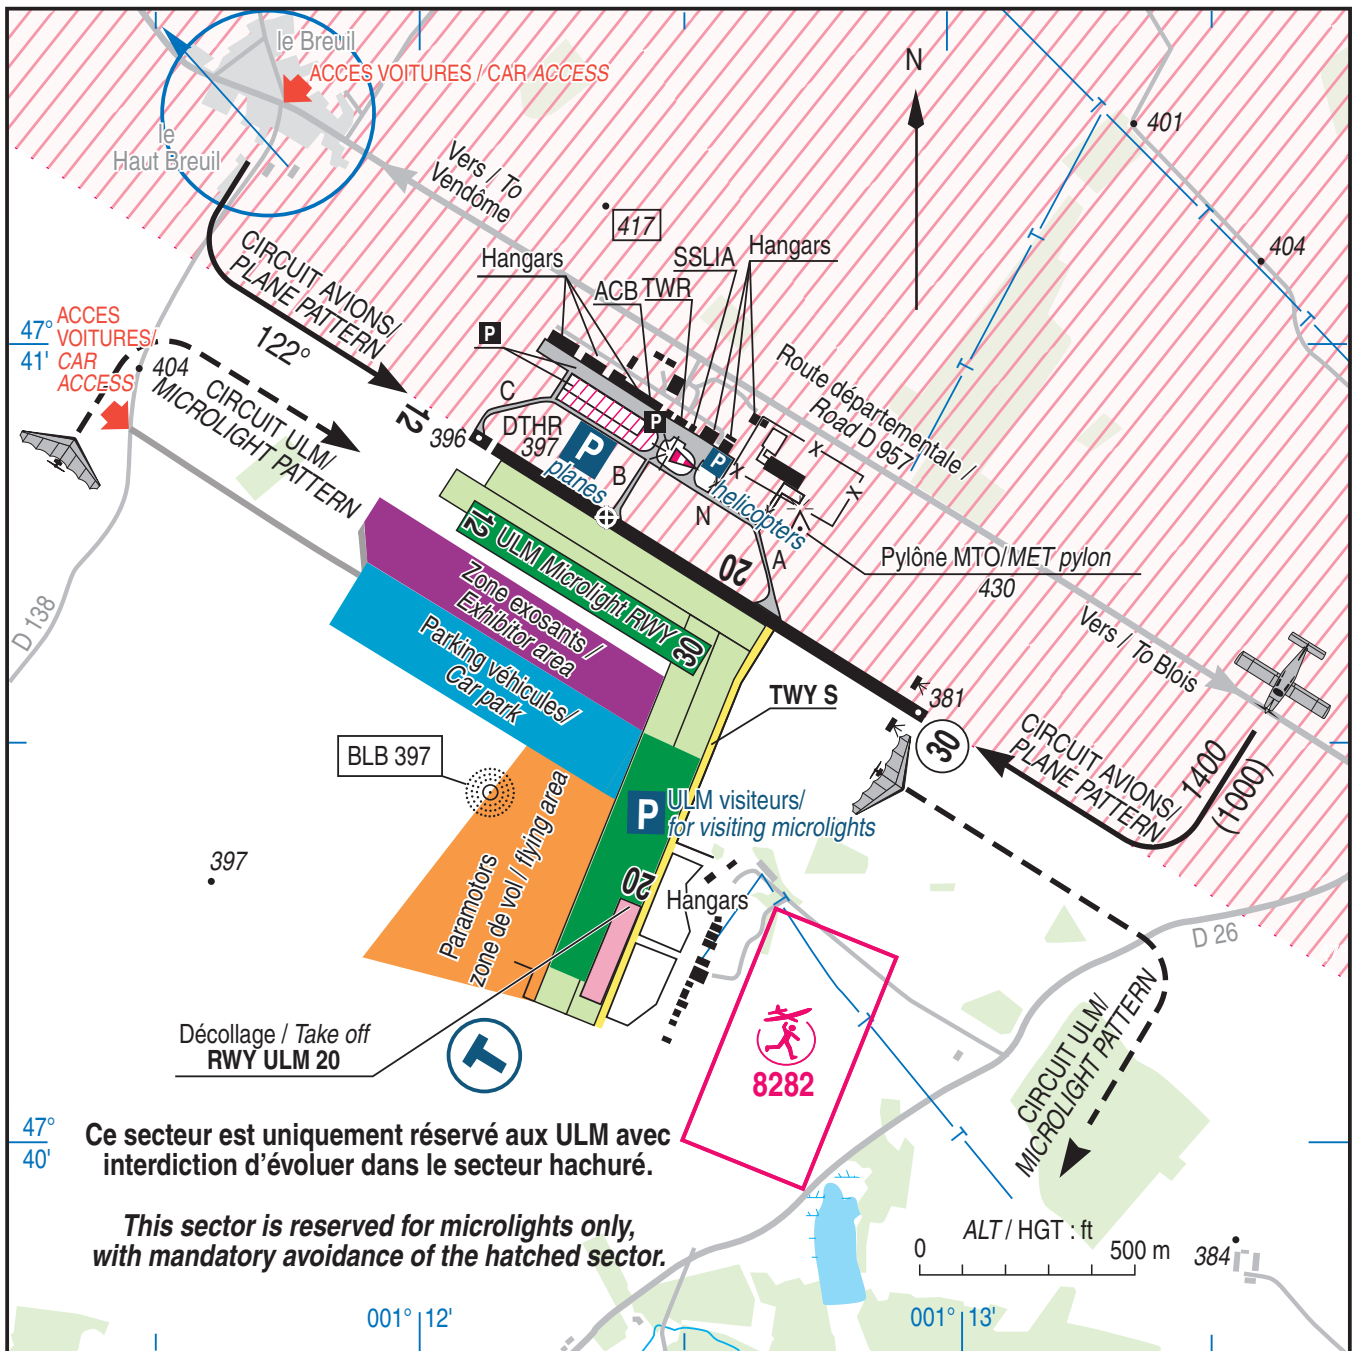 le Breuil
ACCES VOITURES / CAR ACCESS
le
Haut Breuil
N
401
Vers / To
Vendôme
417
404
CIRCUIT AVIONS/
PLANE PATTERN
122°
Hangars
SSLIA
Hangars
ACB TWR
P
47°
41'
ACCES
VOITURES/
CAR
ACCESS
404
CIRCUIT ULM/
MICROLIGHT PATTERN
12
396
C
DTHR
397
P
planes
B
P
P
helicopters
N
X
X
X
Route départementale /
Road D 957
20
A
Pylône MTO/MET pylon
430
12 ULM Microlight RWY 30
Zone exosants /
Exhibitor area
Parking véhicules/
Car park
D 138
Vers / To Blois
TWY S
381
30
CIRCUIT AVIONS/
PLANE PATTERN
1400
(1000)
BLB 397
P
ULM visiteurs/
for visiting microlights
397
Paramotors
zone de vol / flying area
20
Hangars
D 26
T
T
T
T
T
T
T
T
T
Décollage / Take off
RWY ULM 20
T
8282
CIRCUIT ULM/
MICROLIGHT PATTERN
47°
40'
Ce secteur est uniquement réservé aux ULM avec
interdiction d'évoluer dans le secteur hachuré.
This sector is reserved for microlights only,
with mandatory avoidance of the hatched sector.
ALT / HGT : ft
0
500 m
384
001° 12'
001° 13'